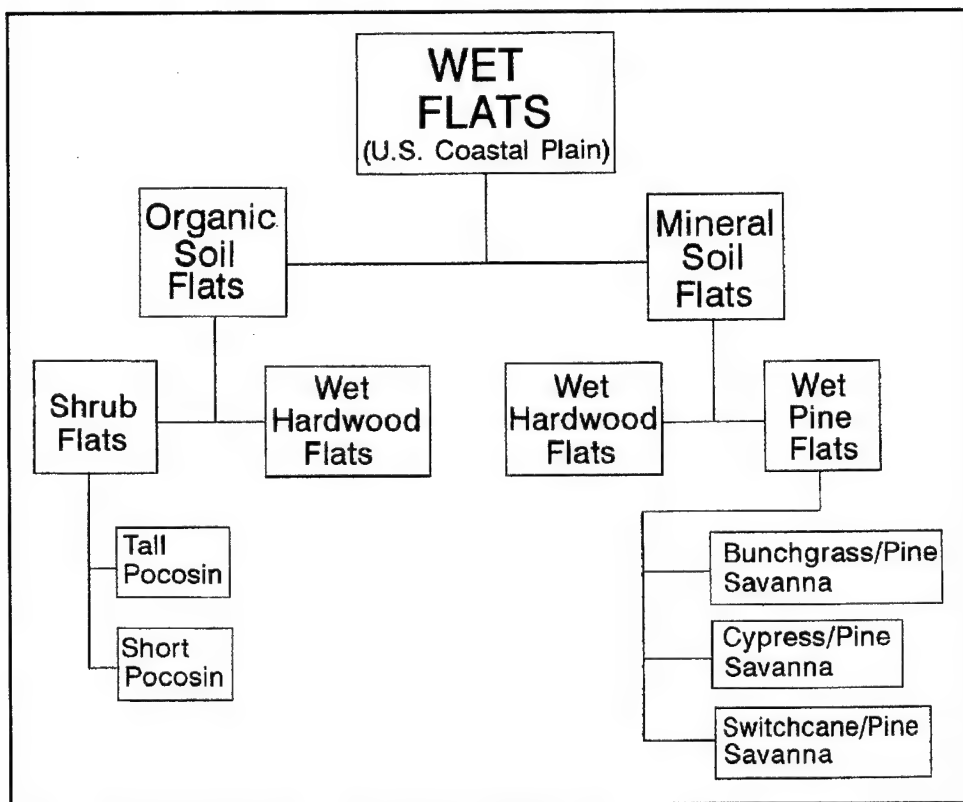 WET
FLATS
(U.S. Coastal Plain)
Organic
Soil
Flats
Mineral
Soil
Flats
Shrub
Flats
Wet
Hardwood
Flats
Wet
Hardwood
Flats
Wet
Pine
Flats
Tall
Pocosin
Short
Pocosin
Bunchgrass/Pine
Savanna
Cypress/Pine
Savanna
Switchcane/Pine
Savanna